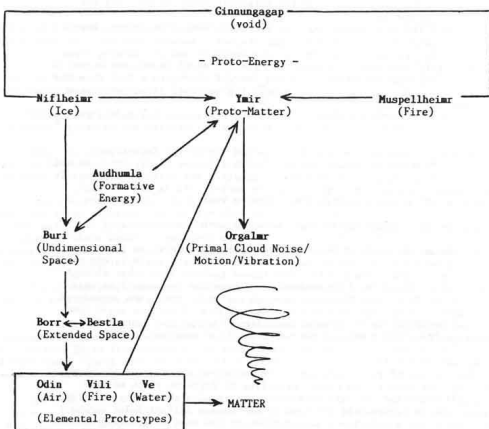 Ginnungagap
(void)
- Proto-Energy -
Niflheimr Ymir Muspellheimr
(Ice) (Proto-Matter) (Fire)
Audhumla
(Formative
Energy)
Buri Orgalmr
(Undimensional (Primal Cloud Noise/
Space) Motion/Vibration)
Borr Bestla
(Extended Space)
Odin Vili Ve
(Air) (Fire) (Water)
(Elemental Prototypes)
MATTER